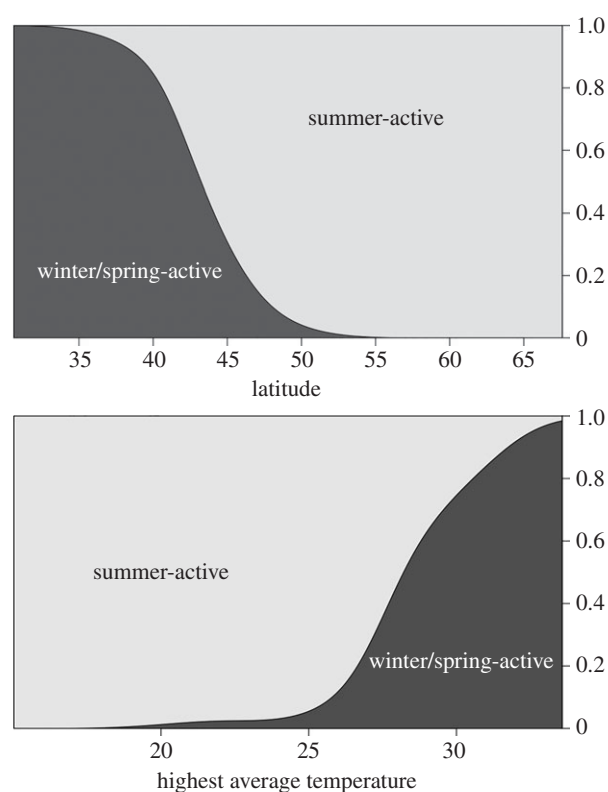 1.0
0.8
summer-active
0.6
0.4
winter/spring-active
0.2
0
35 40 45 50 55 60 65
latitude
1.0
0.8
0.6
summer-active
0.4
winter/spring-active
0.2
0
20 25 30
highest average temperature